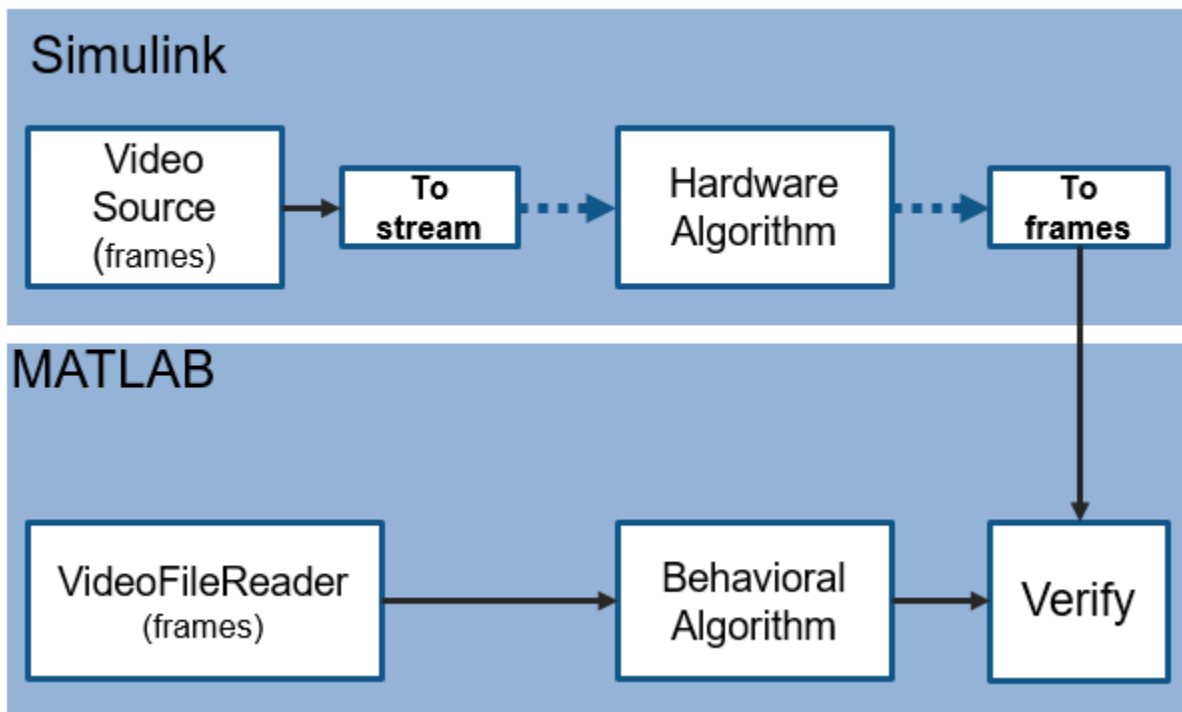 Simulink
Video
Source
(frames)
To
stream
Hardware
Algorithm
To
frames
MATLAB
VideoFileReader
(frames)
Behavioral
Algorithm
Verify